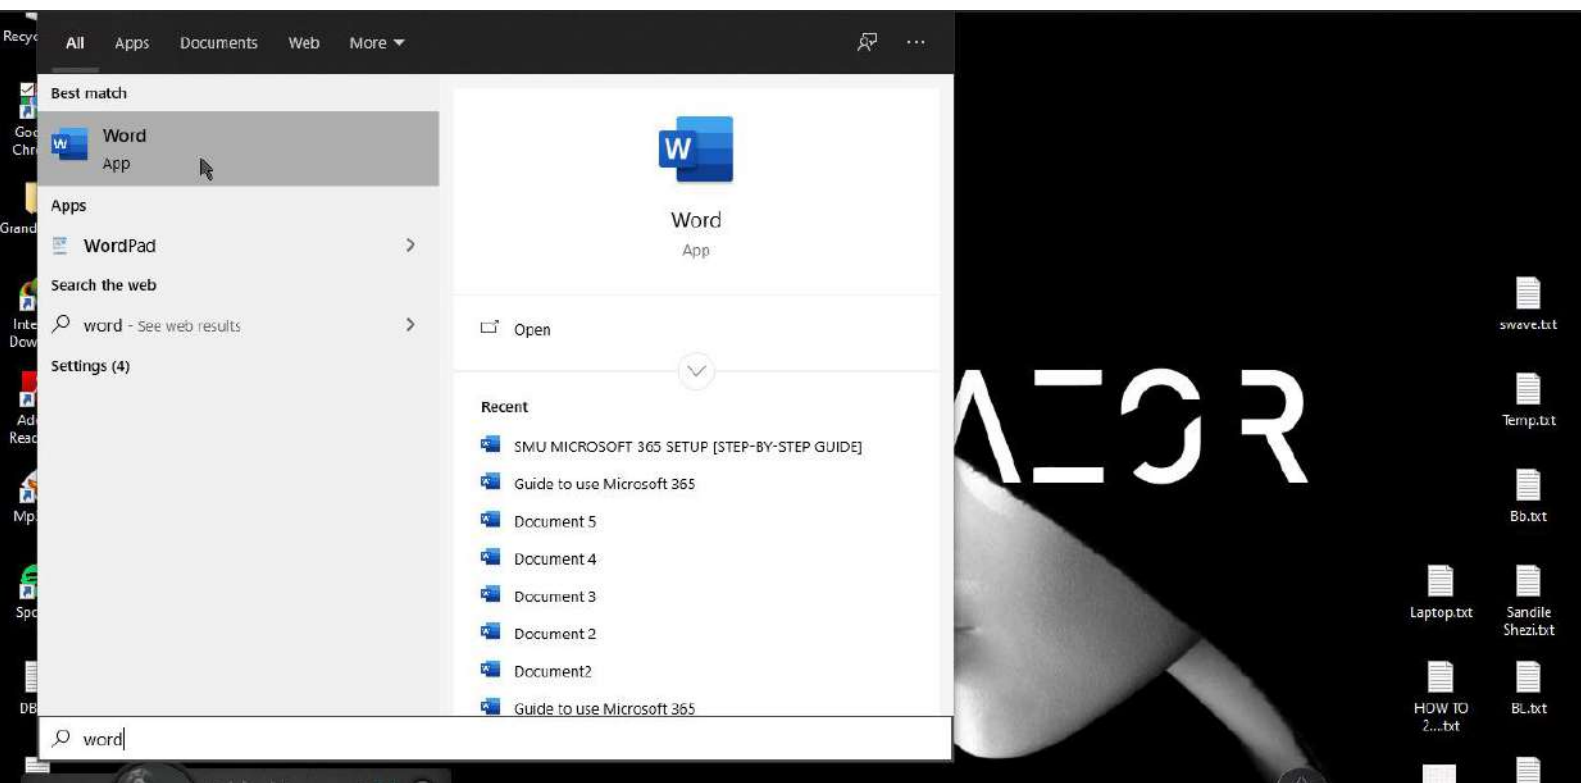 All Apps Documents Web More
Best match
Word
App
Apps
WordPad
Search the web
word - See web results
Settings (4)
word
Word
App
Open
Recent
SMU MICROSOFT 365 SETUP [STEP-BY-STEP GUIDE]
Guide to use Microsoft 365
Document 5
Document 4
Document 3
Document 2
Document2
Guide to use Microsoft 365
swave.txt
Temp.txt
Bb.txt
Laptop.txt
Sandile
Shezi.txt
HOW TO
2....txt
BL.txt